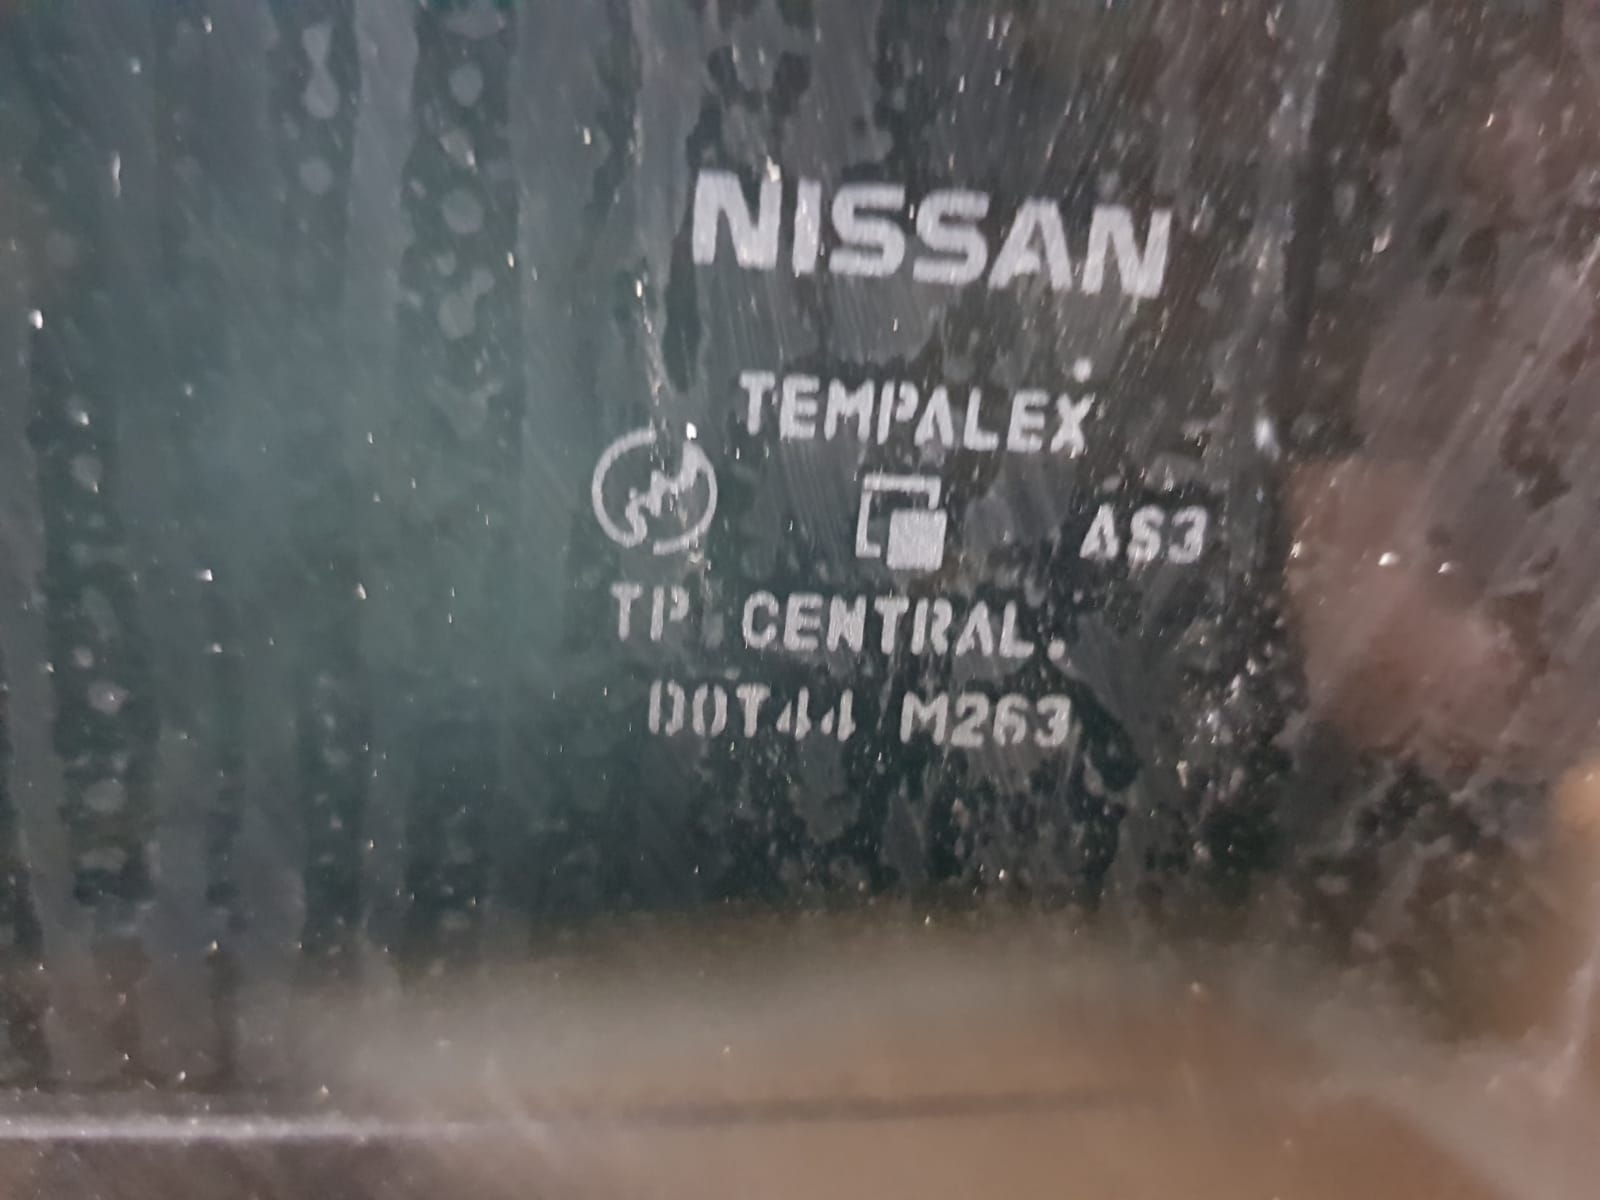 NISSAN
TEMPALEX
AS3
TP CENTRAL.
DOT44 M263